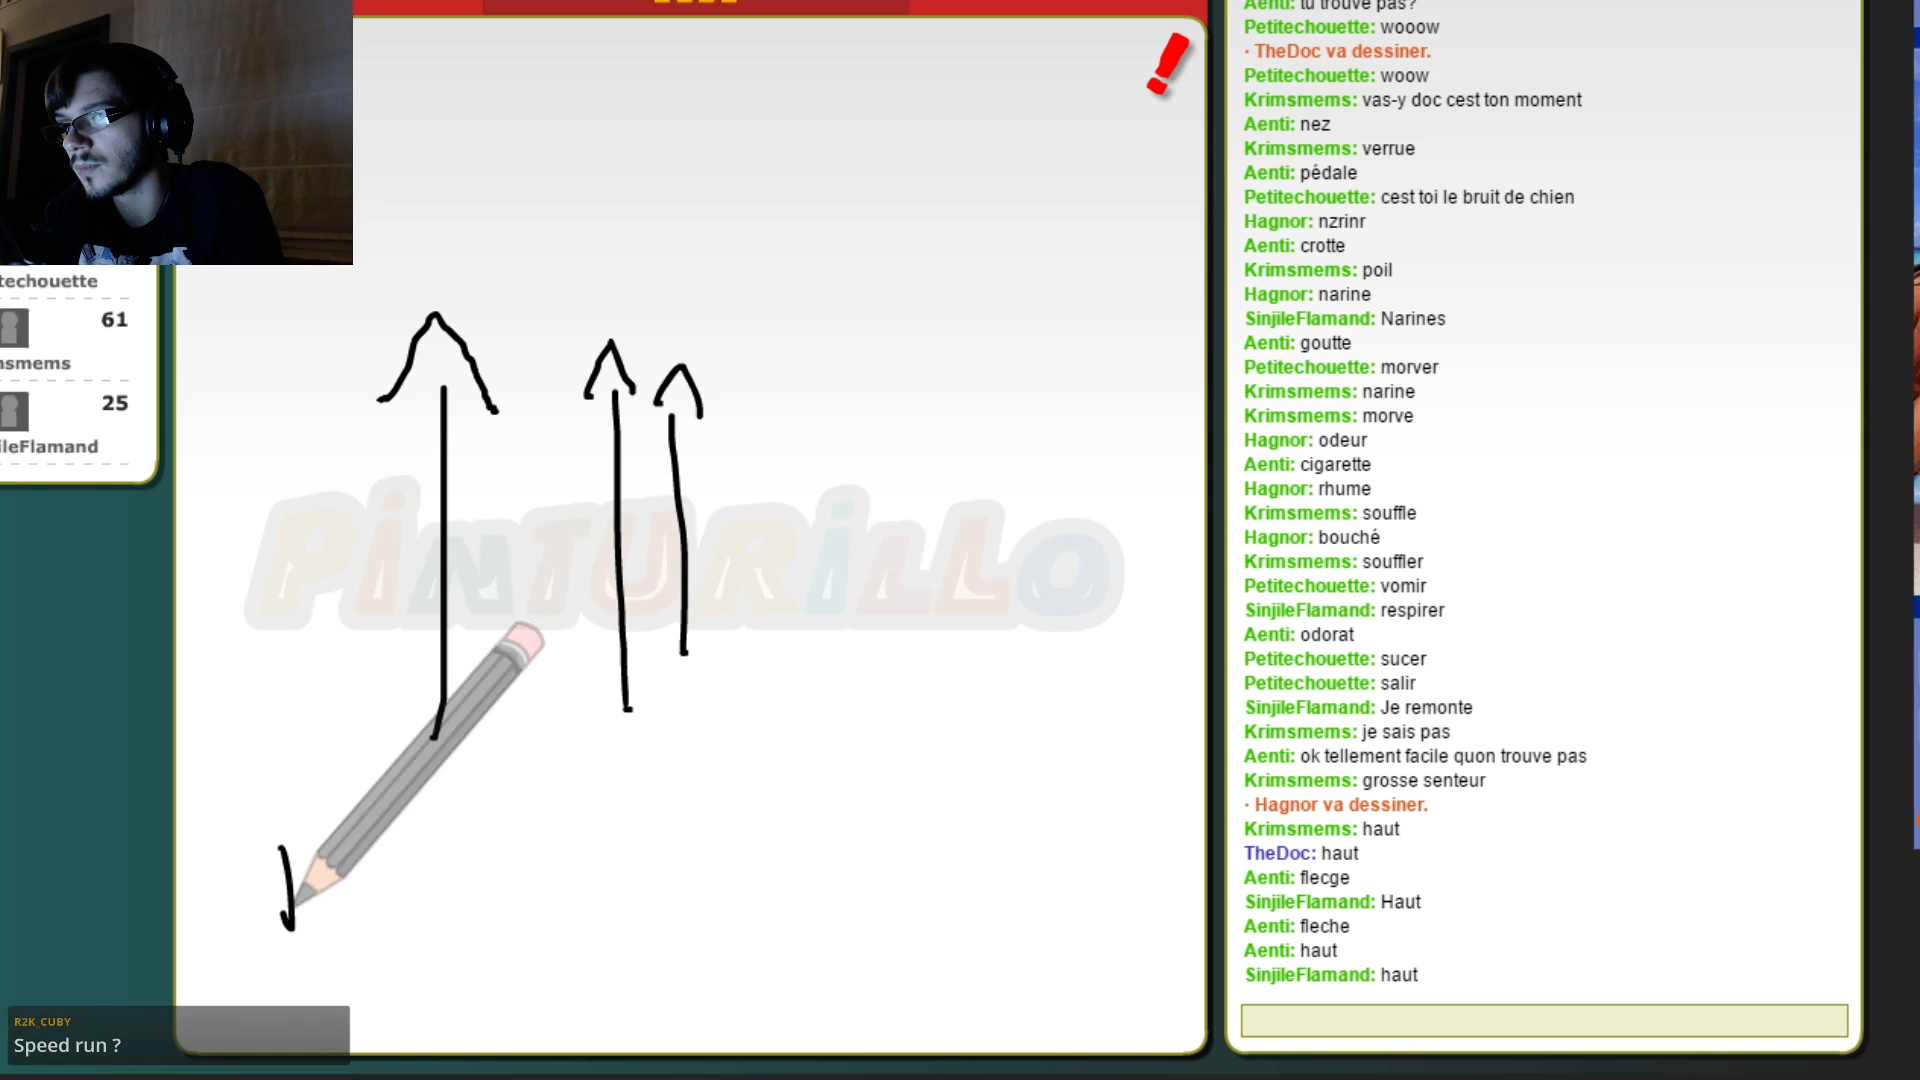 techouette
61
nsmems
25
ileFlamand
PINTURILLO
R2K_CUBY
Speed run ?
Aenti: tu trouve pas?
Petitechouette: wooow
· TheDoc va dessiner.
Petitechouette: woow
Krimsmems: vas-y doc cest ton moment
Aenti: nez
Krimsmems: verrue
Aenti: pédale
Petitechouette: cest toi le bruit de chien
Hagnor: nzrinr
Aenti: crotte
Krimsmems: poil
Hagnor: narine
SinjileFlamand: Narines
Aenti: goutte
Petitechouette: morver
Krimsmems: narine
Krimsmems: morve
Hagnor: odeur
Aenti: cigarette
Hagnor: rhume
Krimsmems: souffle
Hagnor: bouché
Krimsmems: souffler
Petitechouette: vomir
SinjileFlamand: respirer
Aenti: odorat
Petitechouette: sucer
Petitechouette: salir
SinjileFlamand: Je remonte
Krimsmems: je sais pas
Aenti: ok tellement facile quon trouve pas
Krimsmems: grosse senteur
· Hagnor va dessiner.
Krimsmems: haut
TheDoc: haut
Aenti: flecge
SinjileFlamand: Haut
Aenti: fleche
Aenti: haut
SinjileFlamand: haut